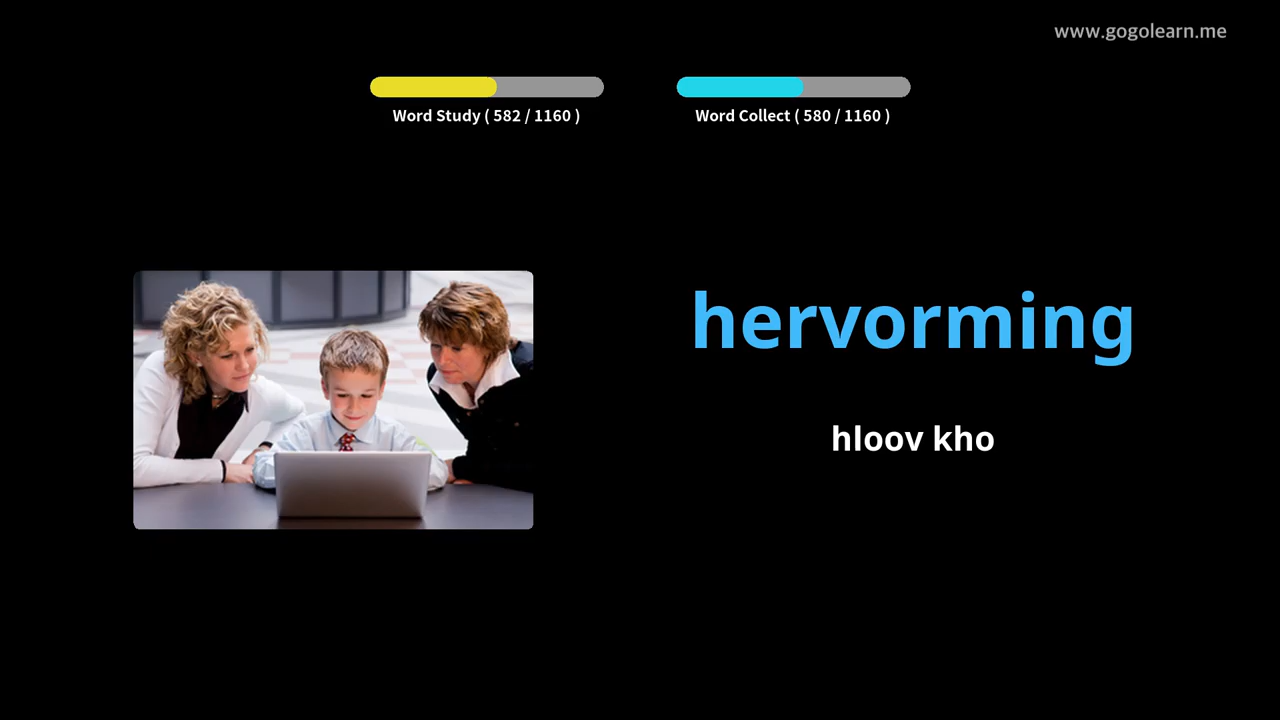 www.gogolearn.me
Word Study ( 582 / 1160 )
Word Collect ( 580 / 1160 )
hervorming
hloov kho